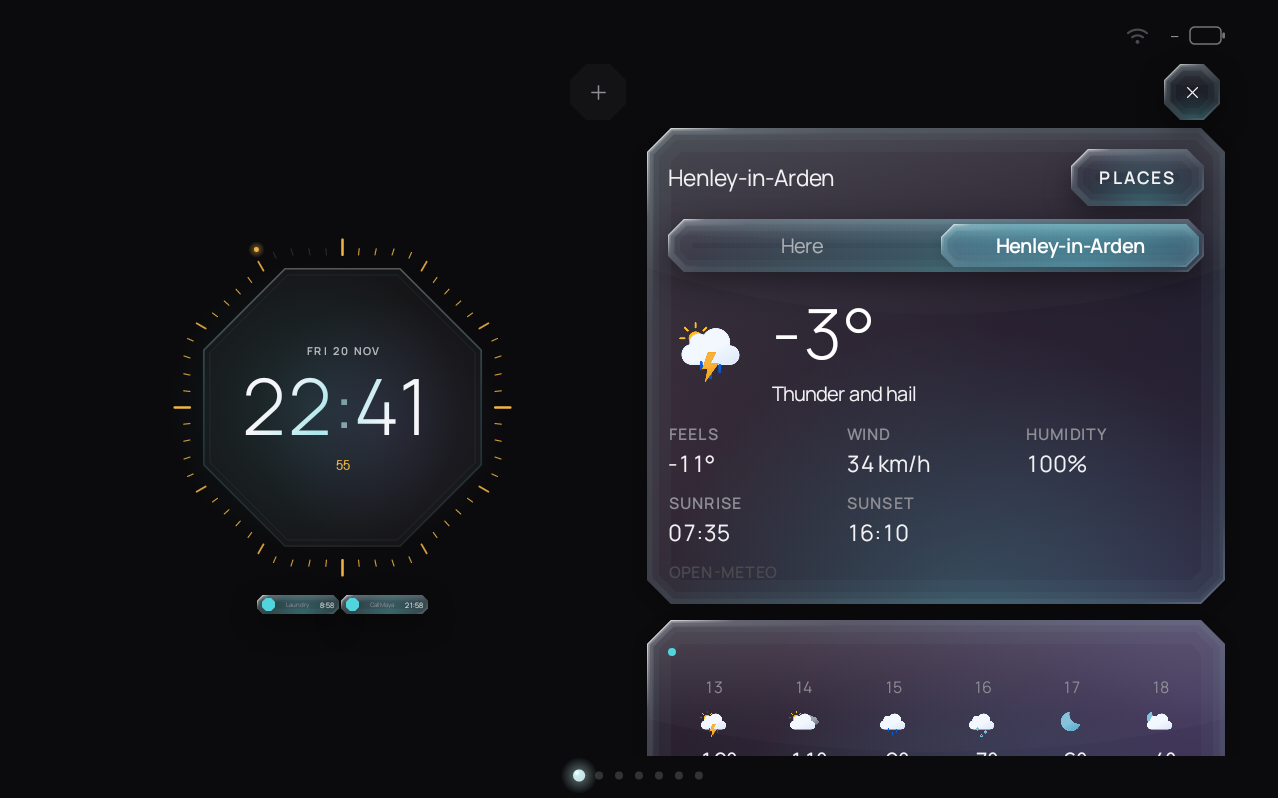 –
Henley-in-Arden
PLACES
Here
Henley-in-Arden
FRI 20 NOV
22:41
55
-3°
Thunder and hail
FEELS
WIND
HUMIDITY
-11°
34 km/h
100%
SUNRISE
SUNSET
07:35
16:10
OPEN-METEO
Laundry 8:58
Call Maya 21:58
13 14 15 16 17 18